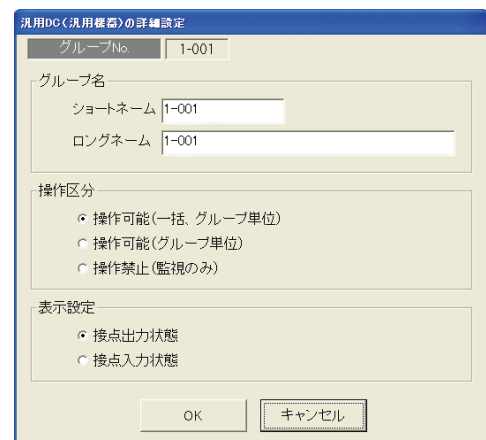 汎用DC(汎用機器)の詳細設定
グループNo. 1-001
グループ名
ショートネーム 1-001
ロングネーム 1-001
操作区分
操作可能(一括、グループ単位)
操作可能(グループ単位)
操作禁止(監視のみ)
表示設定
接点出力状態
接点入力状態
OK キャンセル